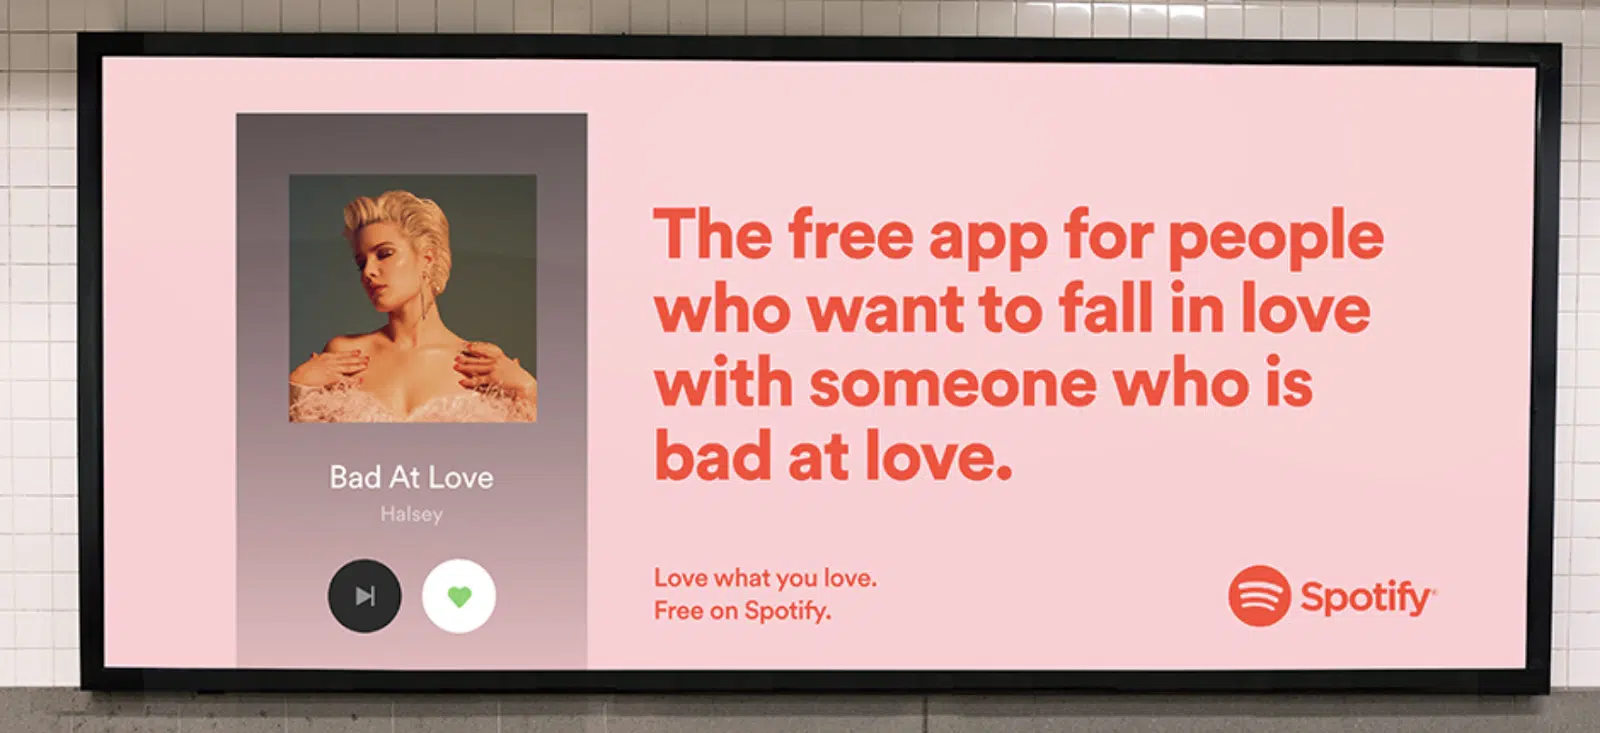 Bad At Love
Halsey
The free app for people
who want to fall in love
with someone who is
bad at love.
Love what you love.
Free on Spotify.
Spotify®